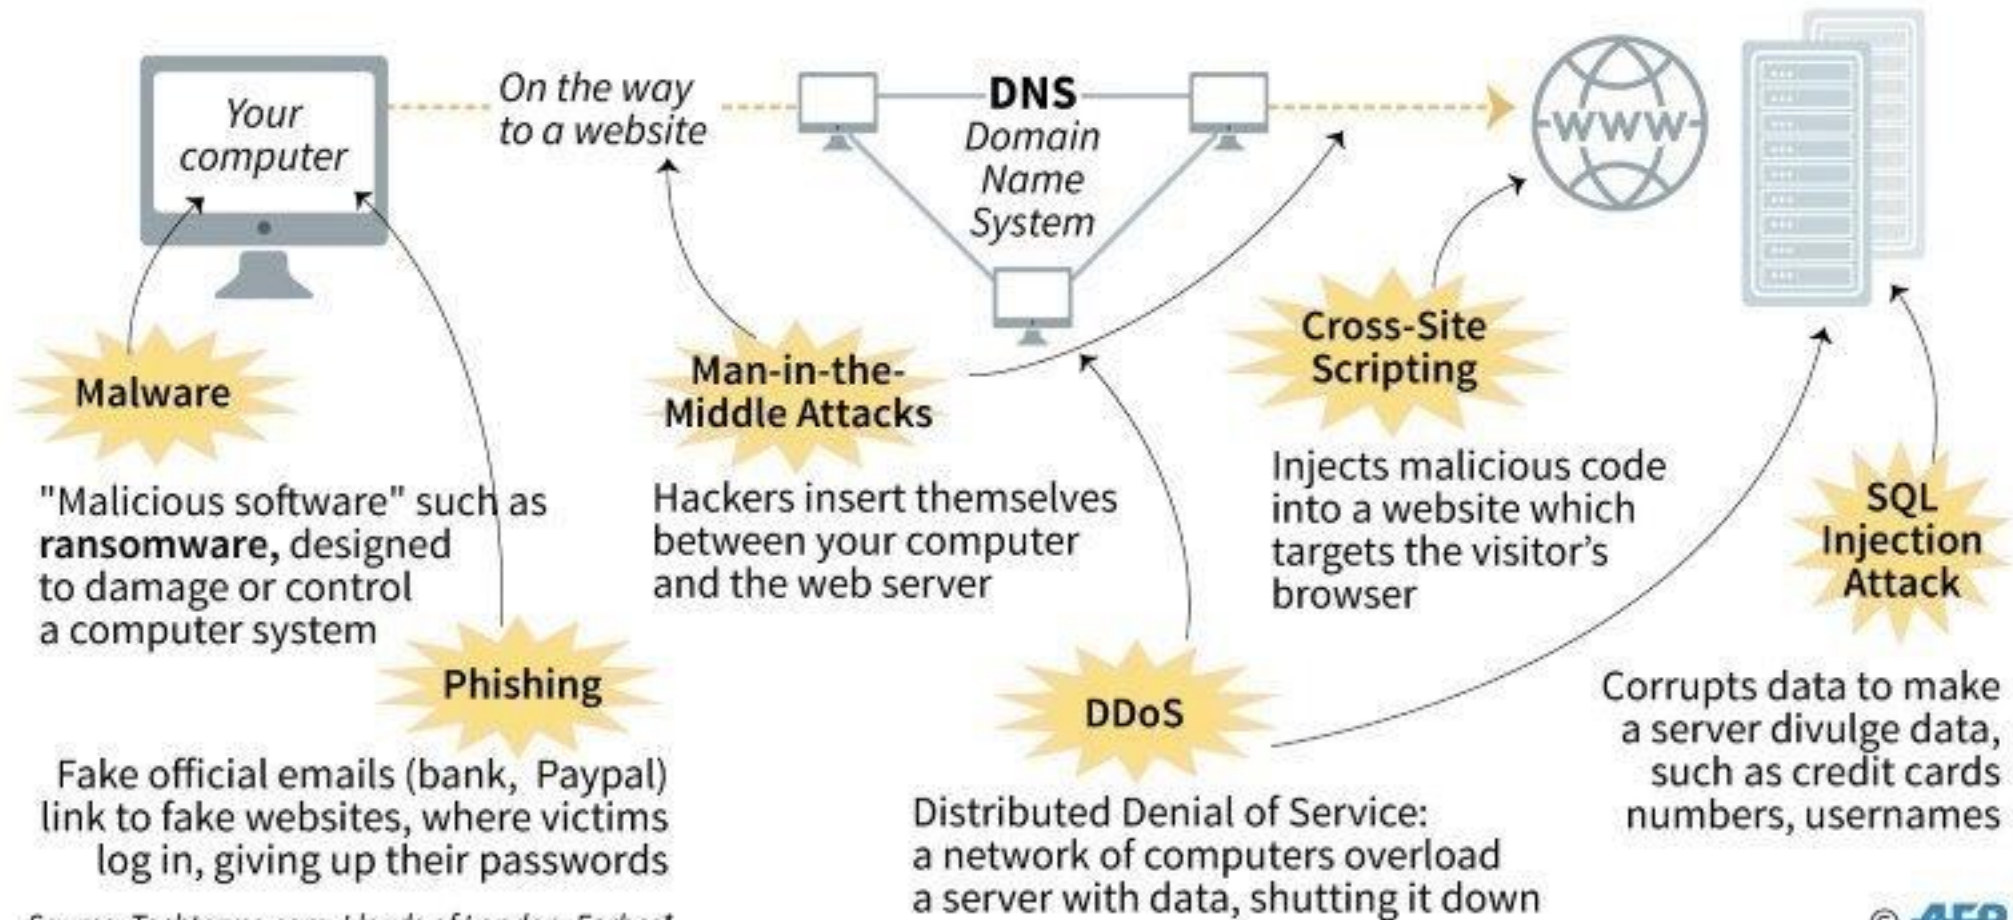 Your
computer
On the way
to a website
DNS
Domain
Name
System
WWW
Malware
"Malicious software" such as
ransomware, designed
to damage or control
a computer system
Phishing
Fake official emails (bank, Paypal)
link to fake websites, where victims
log in, giving up their passwords
Man-in-the-
Middle Attacks
Hackers insert themselves
between your computer
and the web server
DDoS
Distributed Denial of Service:
a network of computers overload
a server with data, shutting it down
Cross-Site
Scripting
Injects malicious code
into a website which
targets the visitor's
browser
SQL
Injection
Attack
Corrupts data to make
a server divulge data,
such as credit cards
numbers, usernames
© AFP